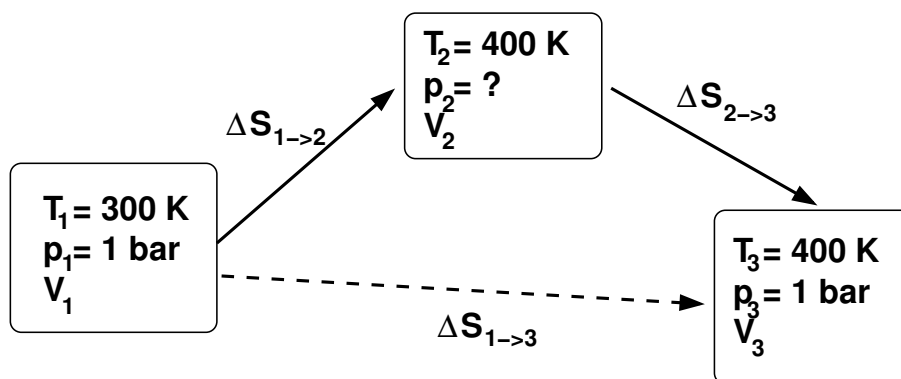 T₂= 400 K
p₂= ?
V₂
ΔS₁₋>₂
ΔS₂₋>₃
T₁= 300 K
p₁= 1 bar
V₁
T₃= 400 K
p₃= 1 bar
V₃
ΔS₁₋>₃